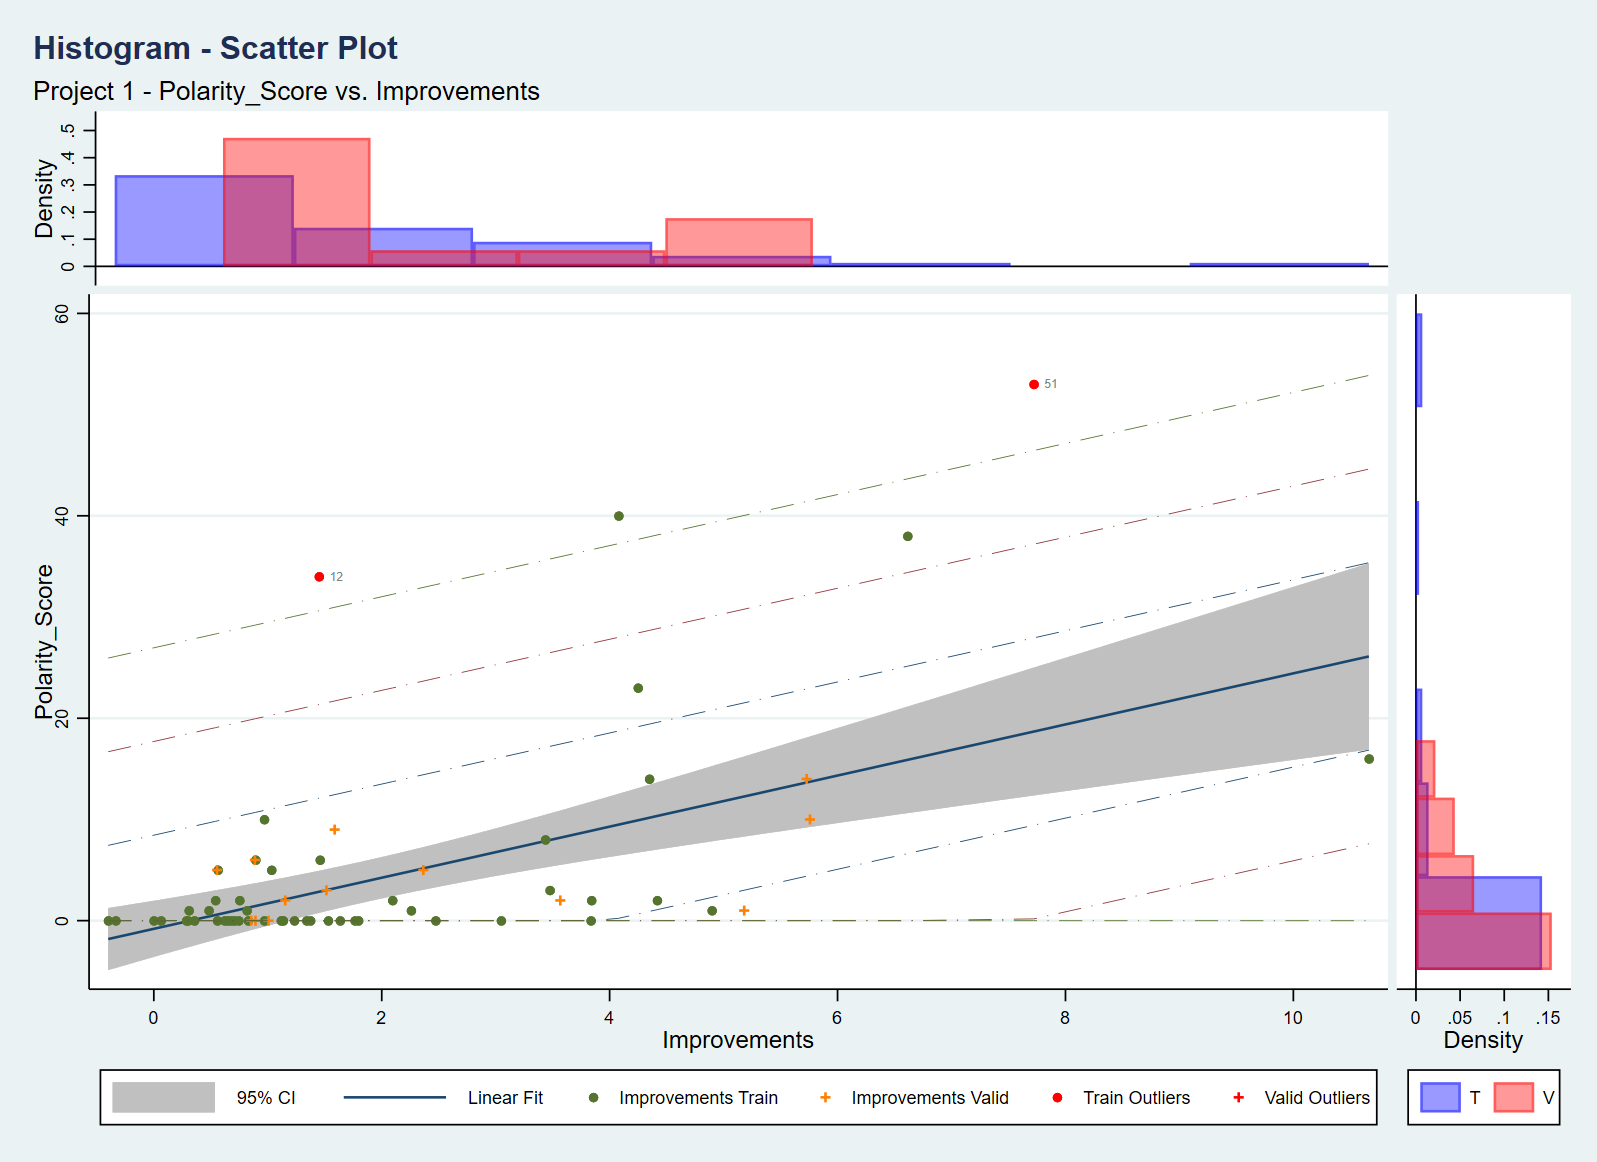 Histogram - Scatter Plot
Project 1 - Polarity_Score vs. Improvements
Density
0 .1 .2 .3 .4 .5
Polarity_Score
0 20 40 60
51
12
0 2 4 6 8 10
Improvements
0 .05 .1 .15
Density
95% CI Linear Fit Improvements Train Improvements Valid Train Outliers Valid Outliers
T V